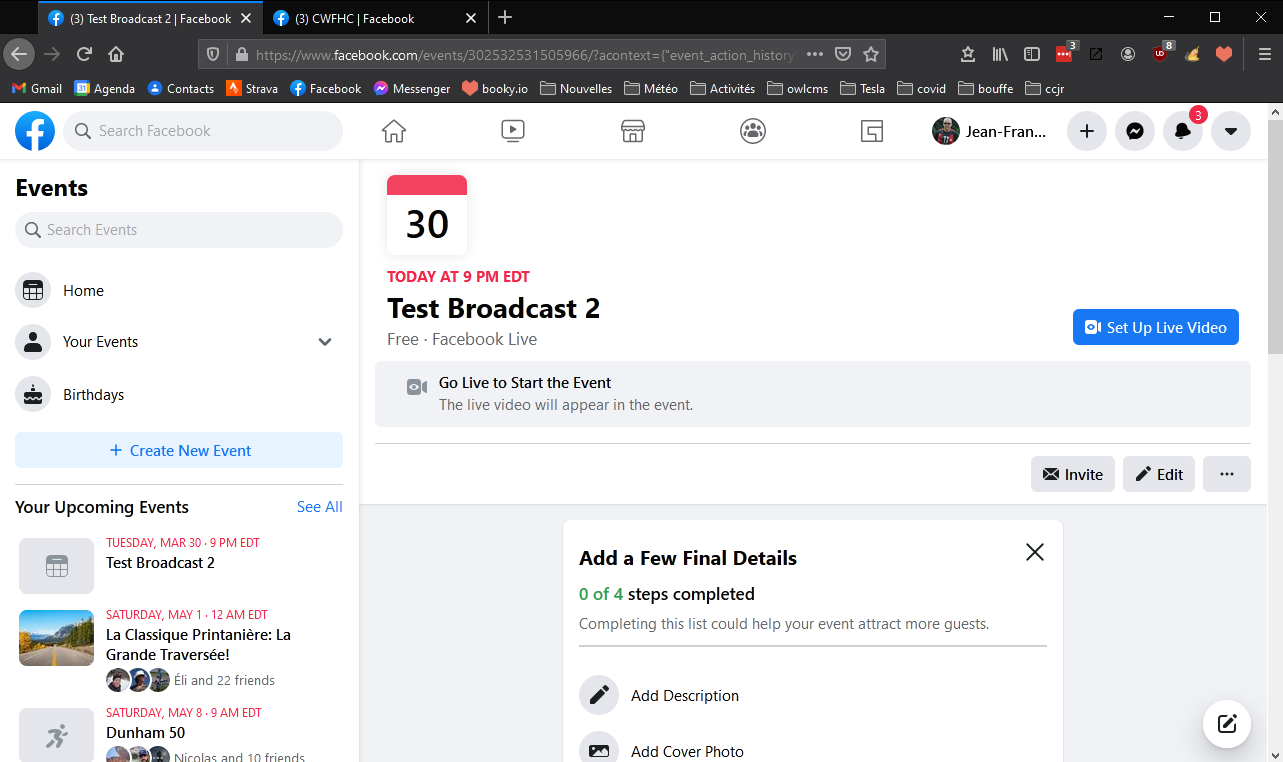 (3) Test Broadcast 2 | Facebook
(3) CWFHC | Facebook
https://www.facebook.com/events/302532531505966/?acontext={"event_action_history
3
8
Gmail
31
Agenda
Contacts
Strava
Facebook
Messenger
booky.io
Nouvelles
Météo
Activités
owlcms
Tesla
covid
bouffe
ccjr
Search Facebook
Jean-Fran...
3
Events
Search Events
Home
Your Events
Birthdays
+ Create New Event
Your Upcoming Events
See All
TUESDAY, MAR 30 · 9 PM EDT
Test Broadcast 2
SATURDAY, MAY 1 · 12 AM EDT
La Classique Printanière: La
Grande Traversée!
Éli and 22 friends
SATURDAY, MAY 8 · 9 AM EDT
Dunham 50
Nicolas and 10 friends
30
TODAY AT 9 PM EDT
Test Broadcast 2
Free · Facebook Live
Set Up Live Video
Go Live to Start the Event
The live video will appear in the event.
Invite
Edit
Add a Few Final Details
0 of 4 steps completed
Completing this list could help your event attract more guests.
Add Description
Add Cover Photo